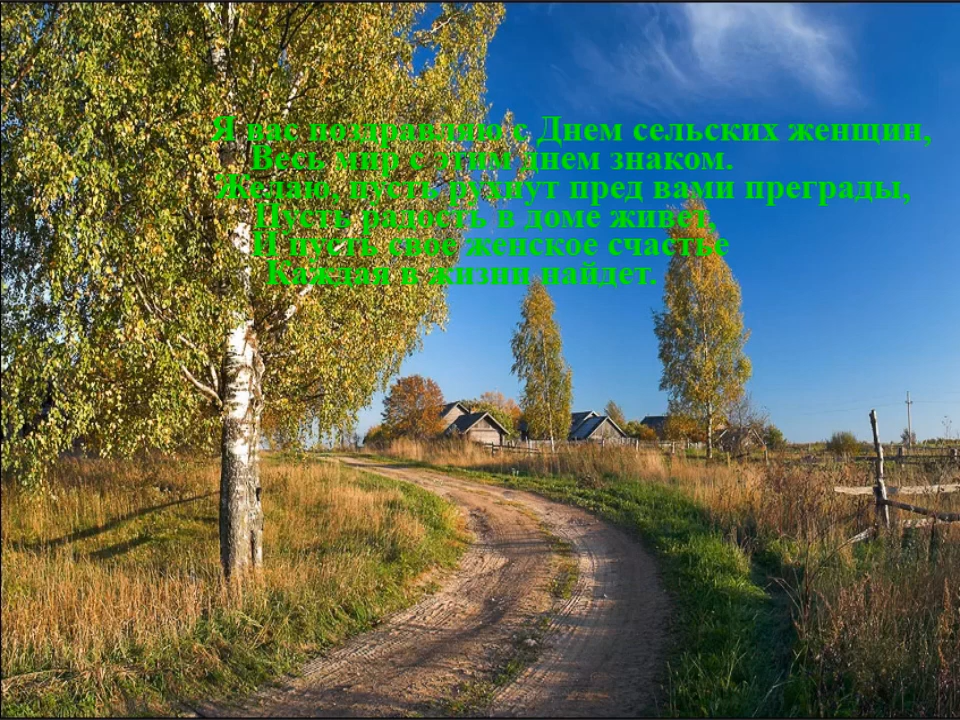 Я вас поздравляю с Днем сельских женщин,
Весь мир с этим днем знаком.
Желаю, пусть рухнут пред вами преграды,
Пусть радость в доме живет,
И пусть свое женское счастье
Каждая в жизни найдет.